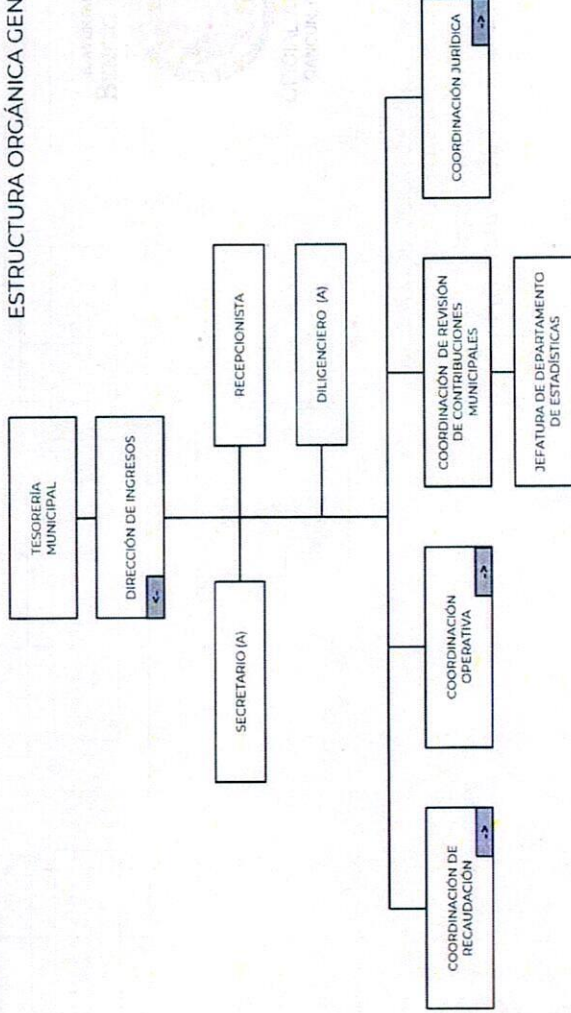 ESTRUCTURA ORGÁNICA GEN
TESORERÍA
MUNICIPAL
DIRECCIÓN DE INGRESOS
<-
SECRETARIO (A)
RECEPCIONISTA
DILIGENCIERO (A)
COORDINACIÓN DE
RECAUDACIÓN
->
COORDINACIÓN
OPERATIVA
->
COORDINACIÓN DE REVISIÓN
DE CONTRIBUCIONES
MUNICIPALES
JEFATURA DE DEPARTAMENTO
DE ESTADÍSTICAS
COORDINACIÓN JURÍDICA
->